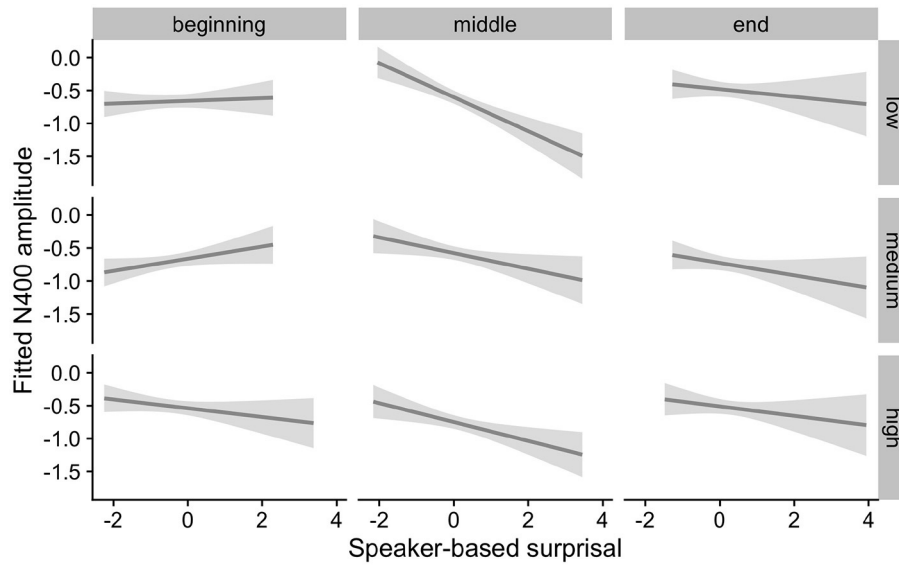 beginning middle end
0.0
-0.5
-1.0
-1.5
low
0.0
-0.5
-1.0
-1.5
medium
0.0
-0.5
-1.0
-1.5
high
Fitted N400 amplitude
-2 0 2 4 -2 0 2 4 -2 0 2 4
Speaker-based surprisal